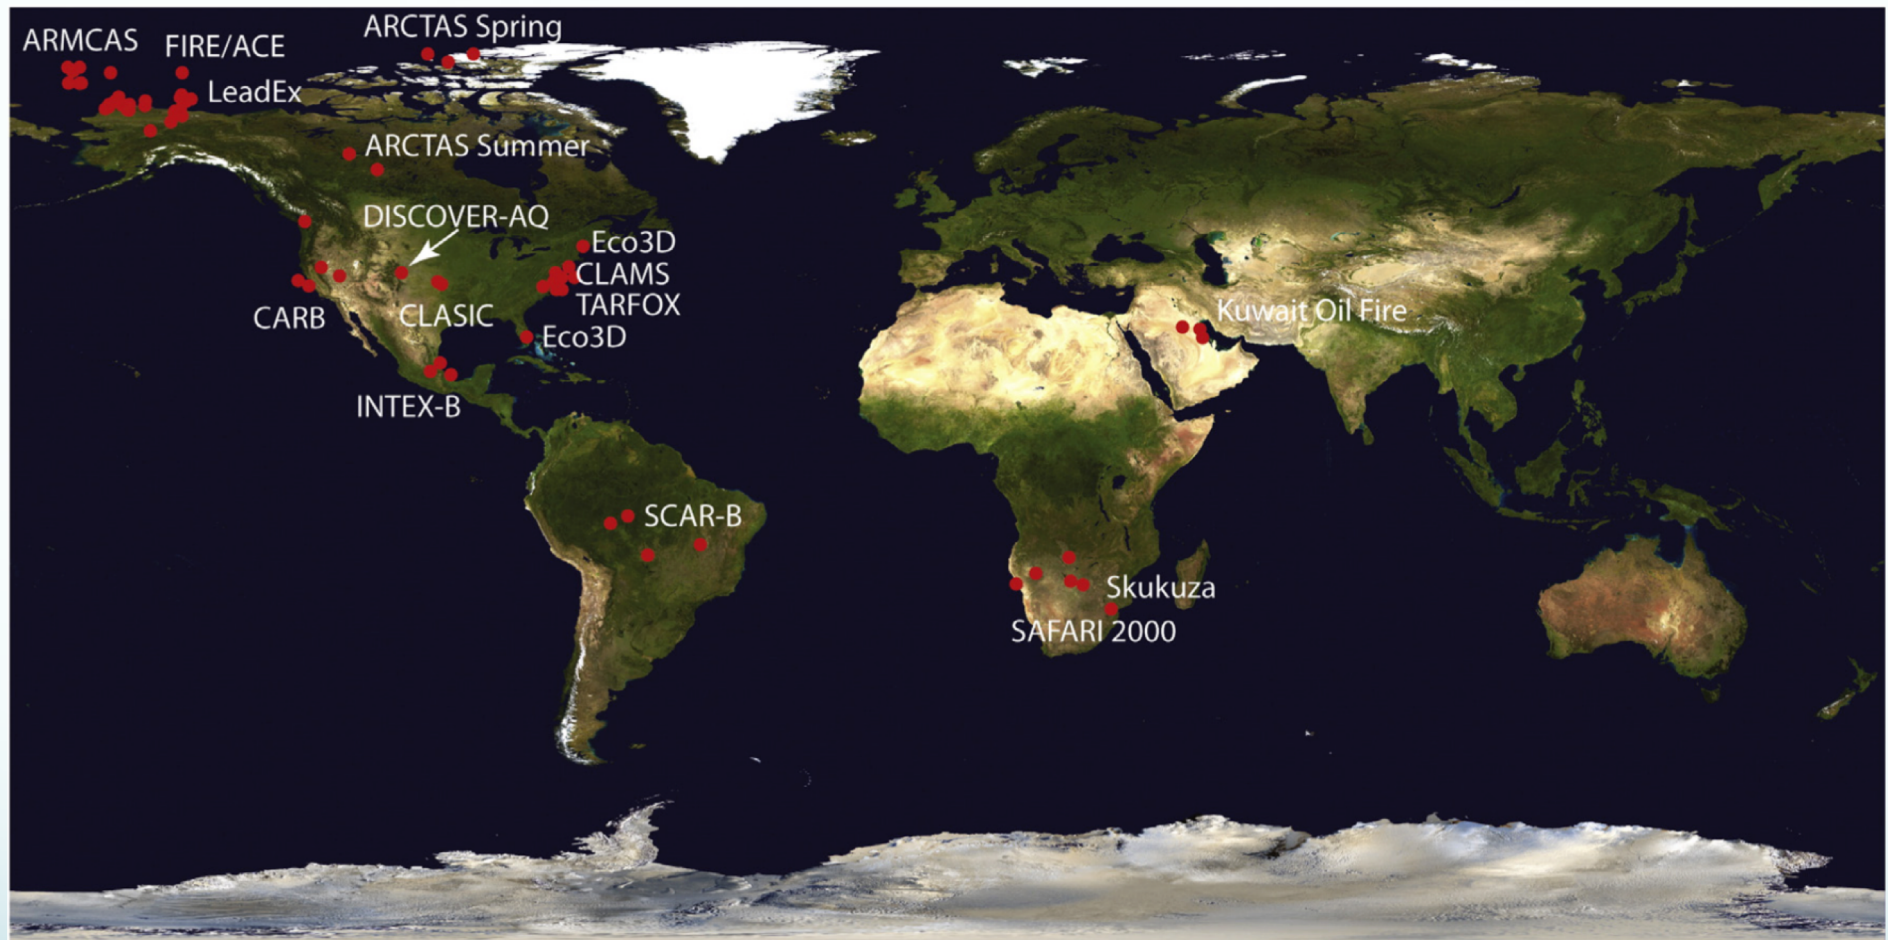 ARCTAS Spring
ARMCAS
FIRE/ACE
LeadEx
ARCTAS Summer
DISCOVER-AQ
Eco3D
CLAMS
TARFOX
CARB
CLASIC
Eco3D
Kuwait Oil Fire
INTEX-B
SCAR-B
Skukuza
SAFARI 2000